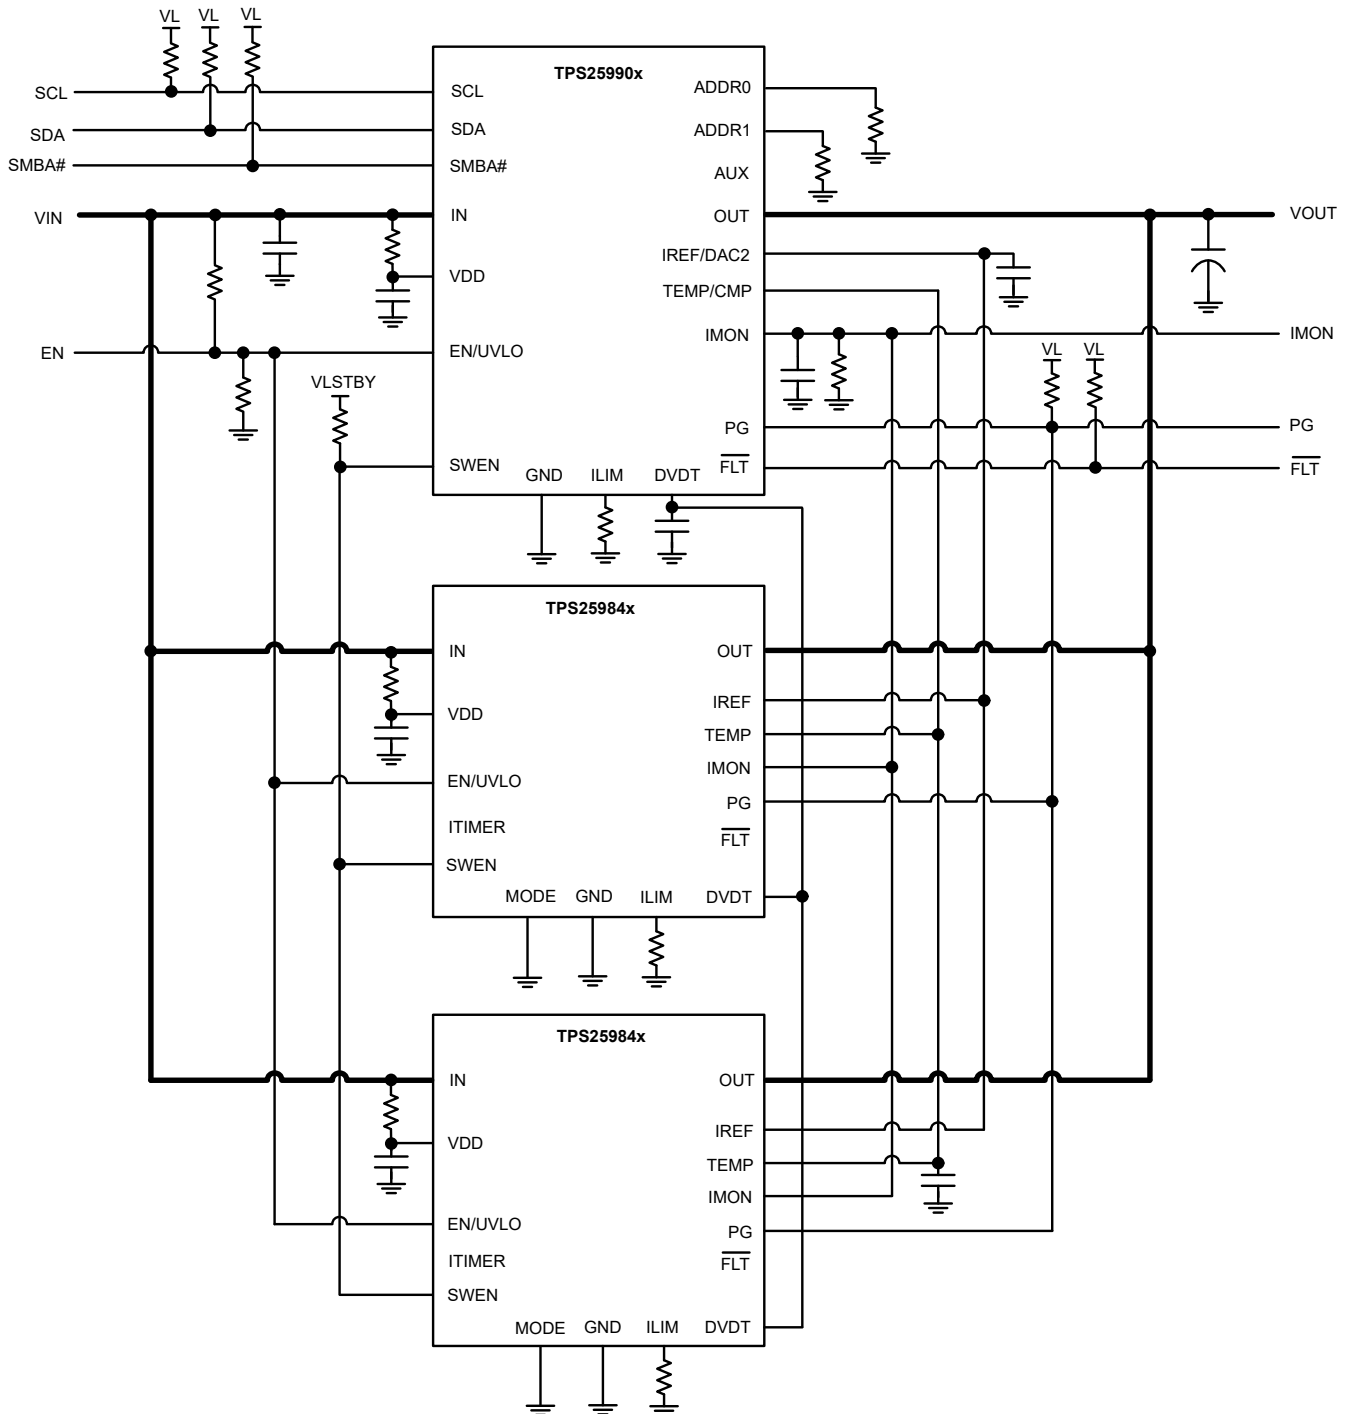 VL VL VL
TPS25990x
SCL SCL ADDR0
SDA SDA ADDR1
SMBA# SMBA# AUX
VIN IN OUT VOUT
IREF/DAC2
VDD TEMP/CMP
IMON IMON
EN EN/UVLO VL VL
VLSTBY
PG PG
SWEN FLT FLT
GND ILIM DVDT
TPS25984x
IN OUT
IREF
VDD TEMP
IMON
EN/UVLO PG
ITIMER FLT
SWEN
MODE GND ILIM DVDT
TPS25984x
IN OUT
IREF
VDD TEMP
IMON
EN/UVLO PG
ITIMER FLT
SWEN
MODE GND ILIM DVDT